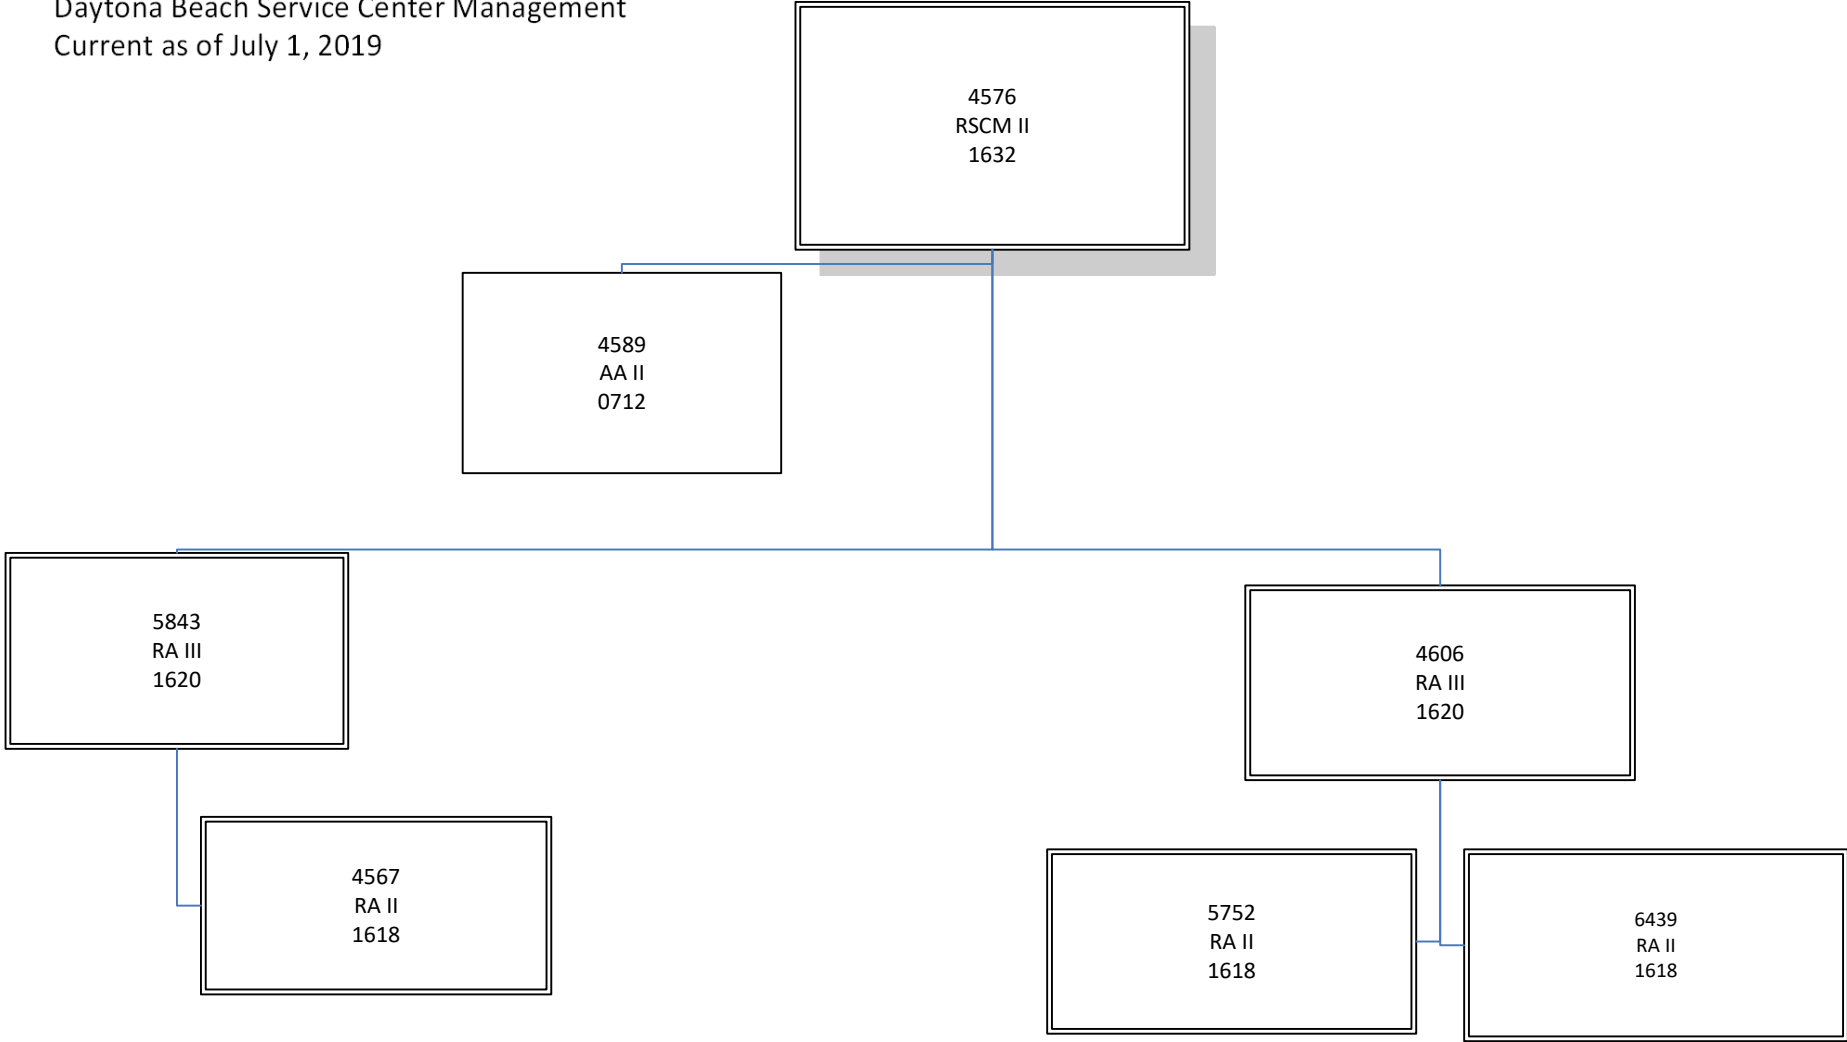 Daytona Beach Service Center Management
Current as of July 1, 2019
4576
RSCM II
1632
4589
AA II
0712
5843
RA III
1620
4606
RA III
1620
4567
RA II
1618
5752
RA II
1618
6439
RA II
1618